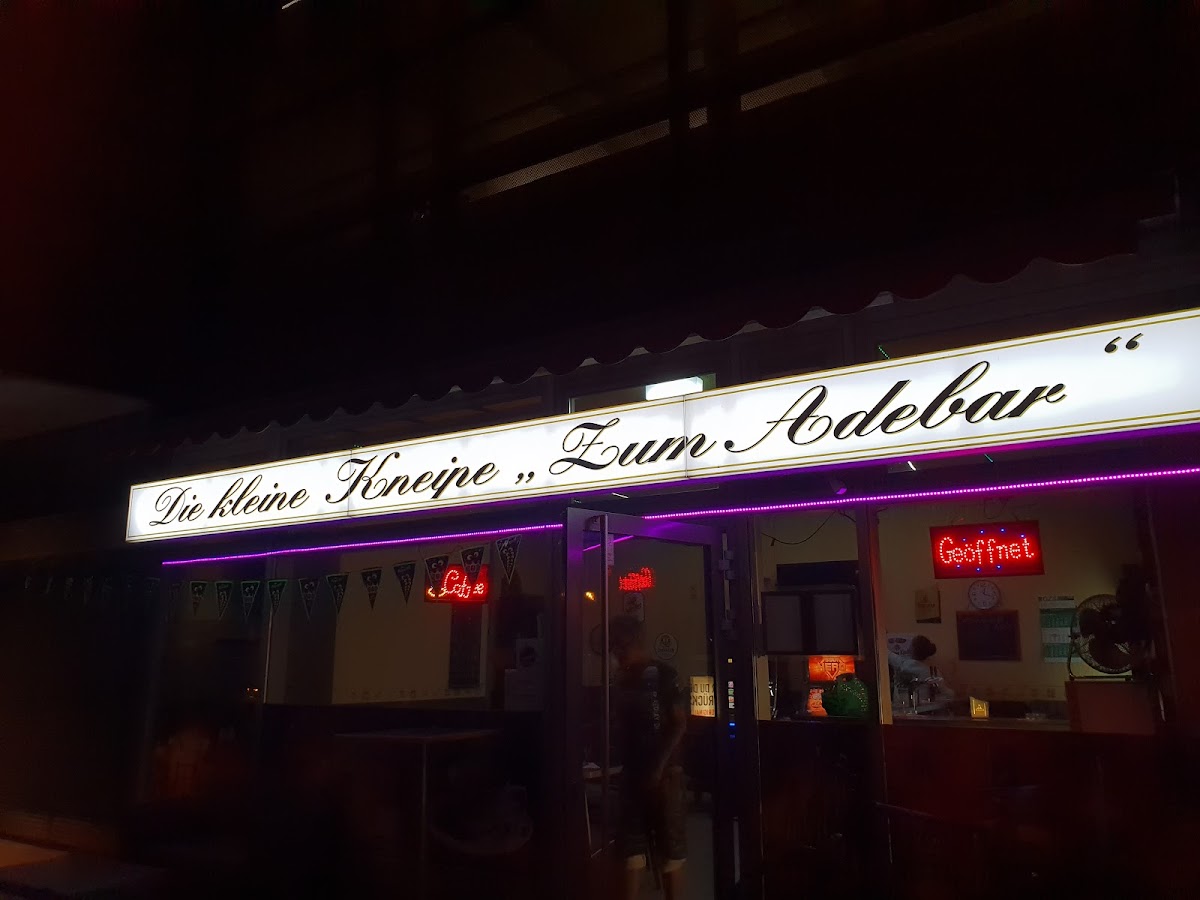 Die kleine Kneipe „Zum Adebar“
Geöffnet